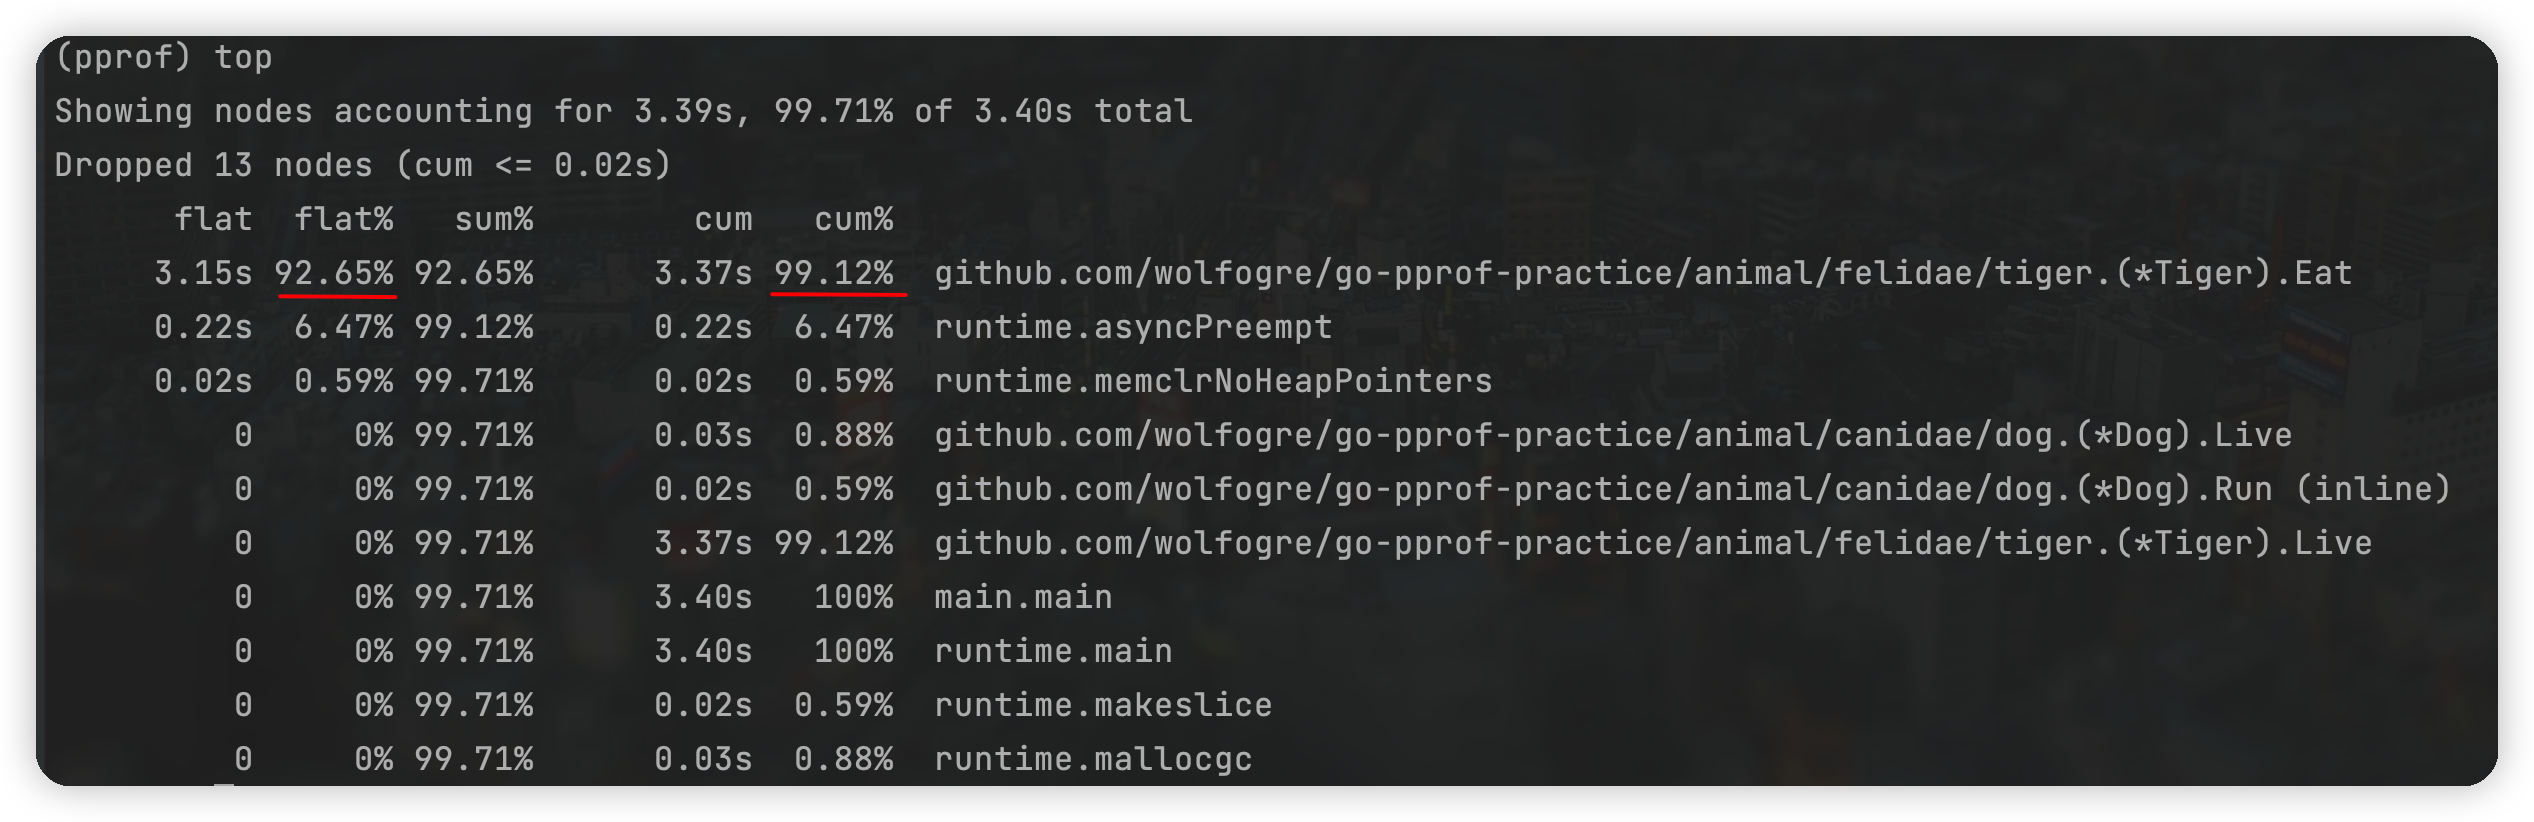 (pprof) top
Showing nodes accounting for 3.39s, 99.71% of 3.40s total
Dropped 13 nodes (cum <= 0.02s)
      flat  flat%   sum%        cum   cum%
     3.15s 92.65% 92.65%      3.37s 99.12%  github.com/wolfogre/go-pprof-practice/animal/felidae/tiger.(*Tiger).Eat
     0.22s  6.47% 99.12%      0.22s  6.47%  runtime.asyncPreempt
     0.02s  0.59% 99.71%      0.02s  0.59%  runtime.memclrNoHeapPointers
         0     0% 99.71%      0.03s  0.88%  github.com/wolfogre/go-pprof-practice/animal/canidae/dog.(*Dog).Live
         0     0% 99.71%      0.02s  0.59%  github.com/wolfogre/go-pprof-practice/animal/canidae/dog.(*Dog).Run (inline)
         0     0% 99.71%      3.37s 99.12%  github.com/wolfogre/go-pprof-practice/animal/felidae/tiger.(*Tiger).Live
         0     0% 99.71%      3.40s   100%  main.main
         0     0% 99.71%      3.40s   100%  runtime.main
         0     0% 99.71%      0.02s  0.59%  runtime.makeslice
         0     0% 99.71%      0.03s  0.88%  runtime.mallocgc